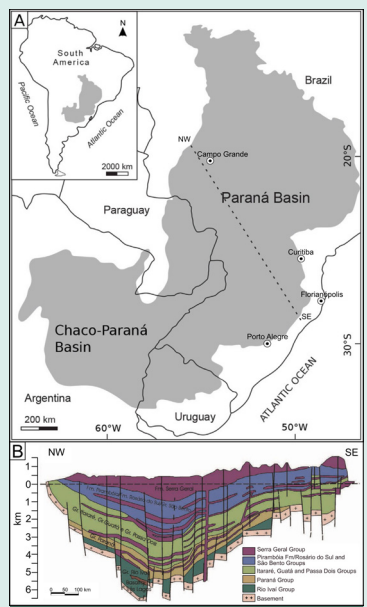 A
N
South
America
Pacific Ocean
Atlantic Ocean
2000 km
Brazil
NW
Campo Grande
20°S
Paraná Basin
Paraguay
Curitiba
Florianópolis
SE
Chaco-Paraná
Basin
Porto Alegre
30°S
ATLANTIC OCEAN
Argentina
200 km
Uruguay
60°W
50°W
B
NW
SE
km
1
0
1
2
3
4
5
6
Fm. Serra Geral
0 50 100 km
Serra Geral Group
Pirambóia Fm/Rosário do Sul and
São Bento Groups
Itararé, Guatá and Passa Dois Groups
Paraná Group
Rio Ivaí Group
Basement